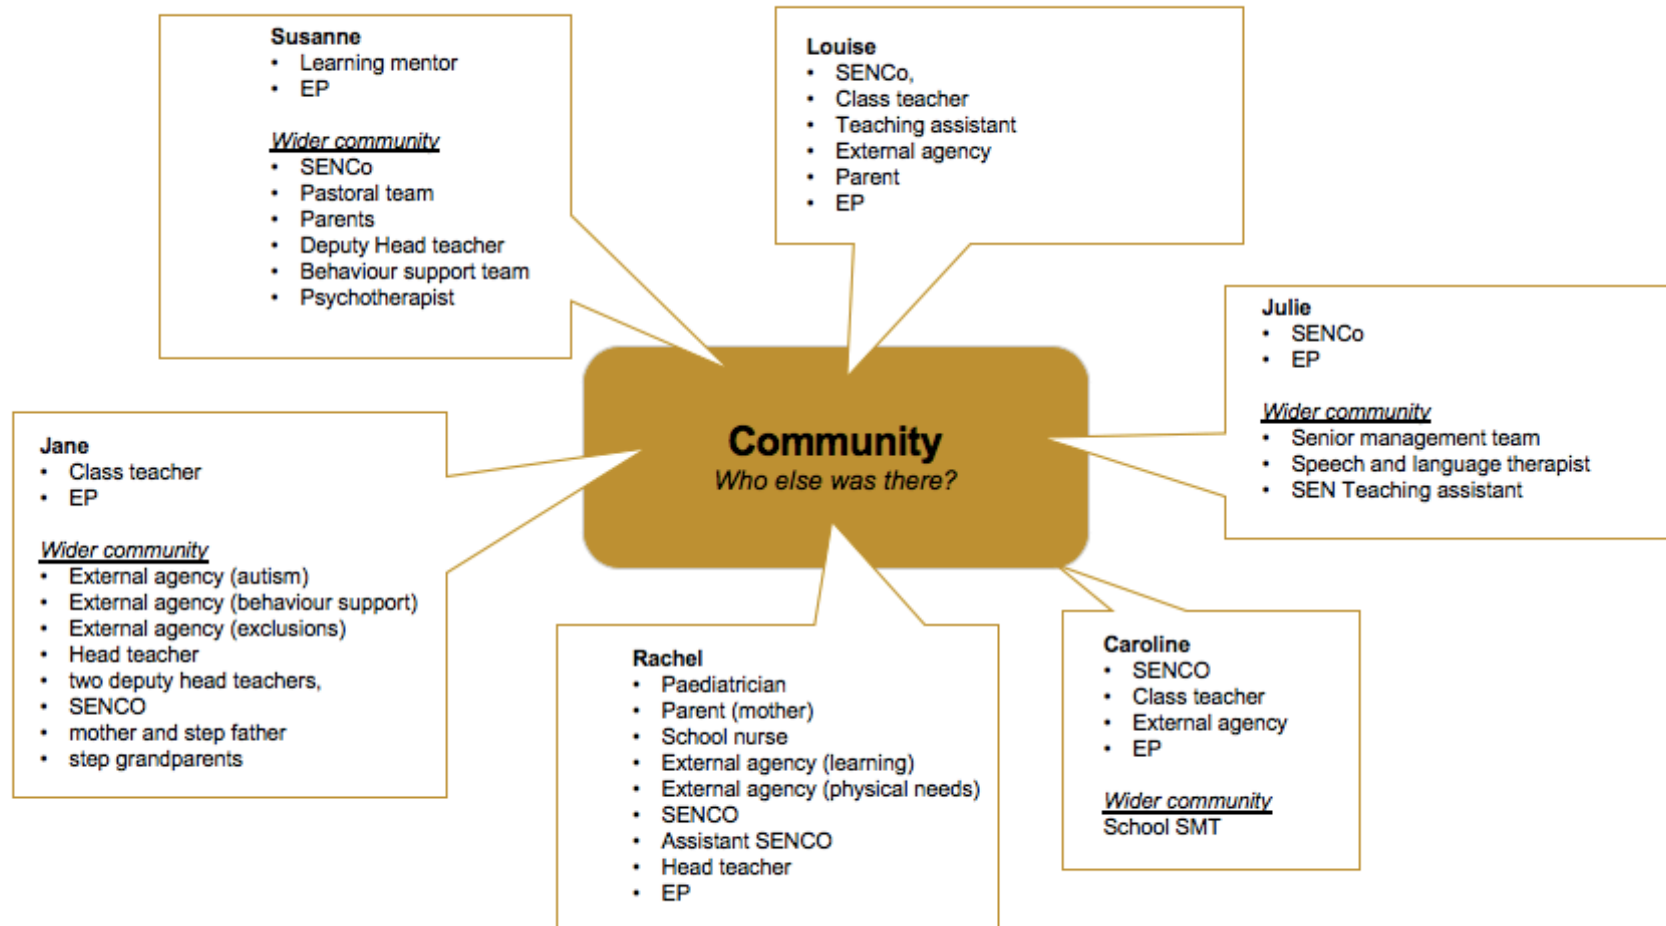 Susanne
• Learning mentor
• EP
Wider community
• SENCo
• Pastoral team
• Parents
• Deputy Head teacher
• Behaviour support team
• Psychotherapist
Louise
• SENCo,
• Class teacher
• Teaching assistant
• External agency
• Parent
• EP
Julie
• SENCo
• EP
Wider community
• Senior management team
• Speech and language therapist
• SEN Teaching assistant
Community
Who else was there?
Jane
• Class teacher
• EP
Wider community
• External agency (autism)
• External agency (behaviour support)
• External agency (exclusions)
• Head teacher
• two deputy head teachers,
• SENCO
• mother and step father
• step grandparents
Rachel
• Paediatrician
• Parent (mother)
• School nurse
• External agency (learning)
• External agency (physical needs)
• SENCO
• Assistant SENCO
• Head teacher
• EP
Caroline
• SENCO
• Class teacher
• External agency
• EP
Wider community
School SMT